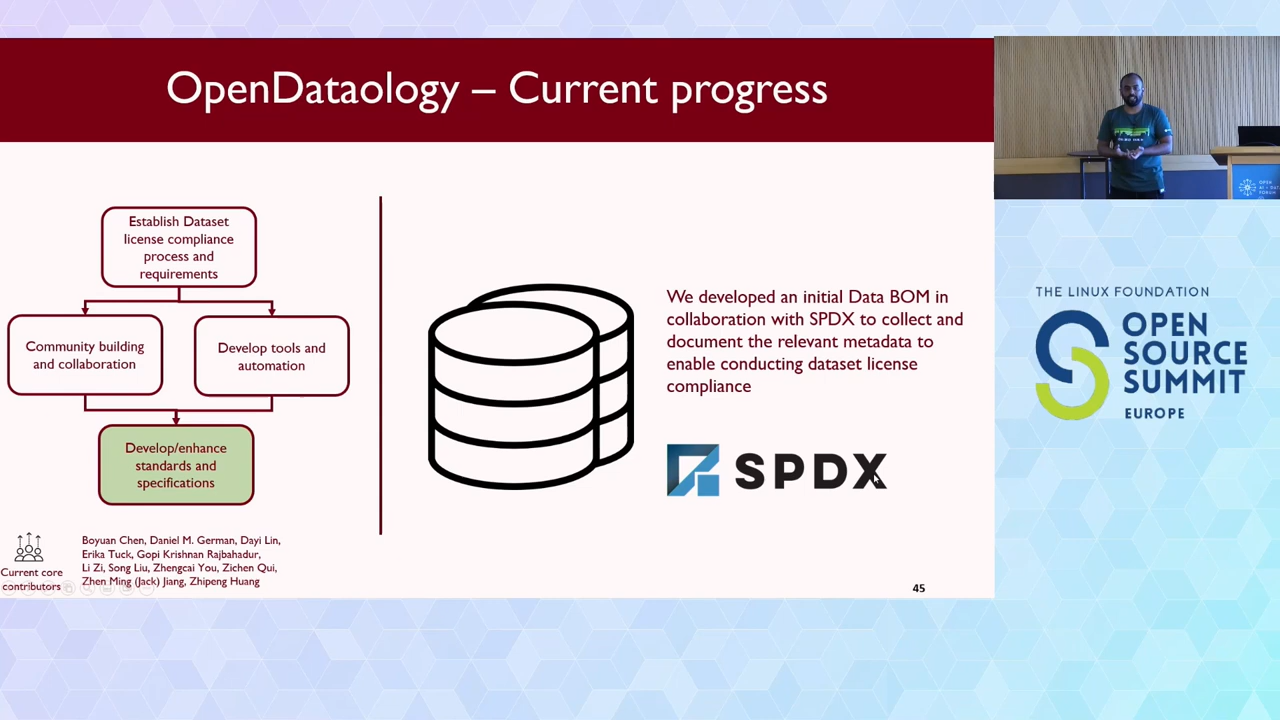 OpenDataology – Current progress
Establish Dataset
license compliance
process and
requirements
Community building
and collaboration
Develop tools and
automation
Develop/enhance
standards and
specifications
We developed an initial Data BOM in
collaboration with SPDX to collect and
document the relevant metadata to
enable conducting dataset license
compliance
SPDX
Current core
contributors
Boyuan Chen, Daniel M. German, Dayi Lin,
Erika Tuck, Gopi Krishnan Rajbahadur,
Li Zi, Song Liu, Zhengcai You, Zichen Qui,
Zhen Ming (Jack) Jiang, Zhipeng Huang
45
OPEN
AI + DATA
FORUM
THE LINUX FOUNDATION
OPEN
SOURCE
SUMMIT
EUROPE